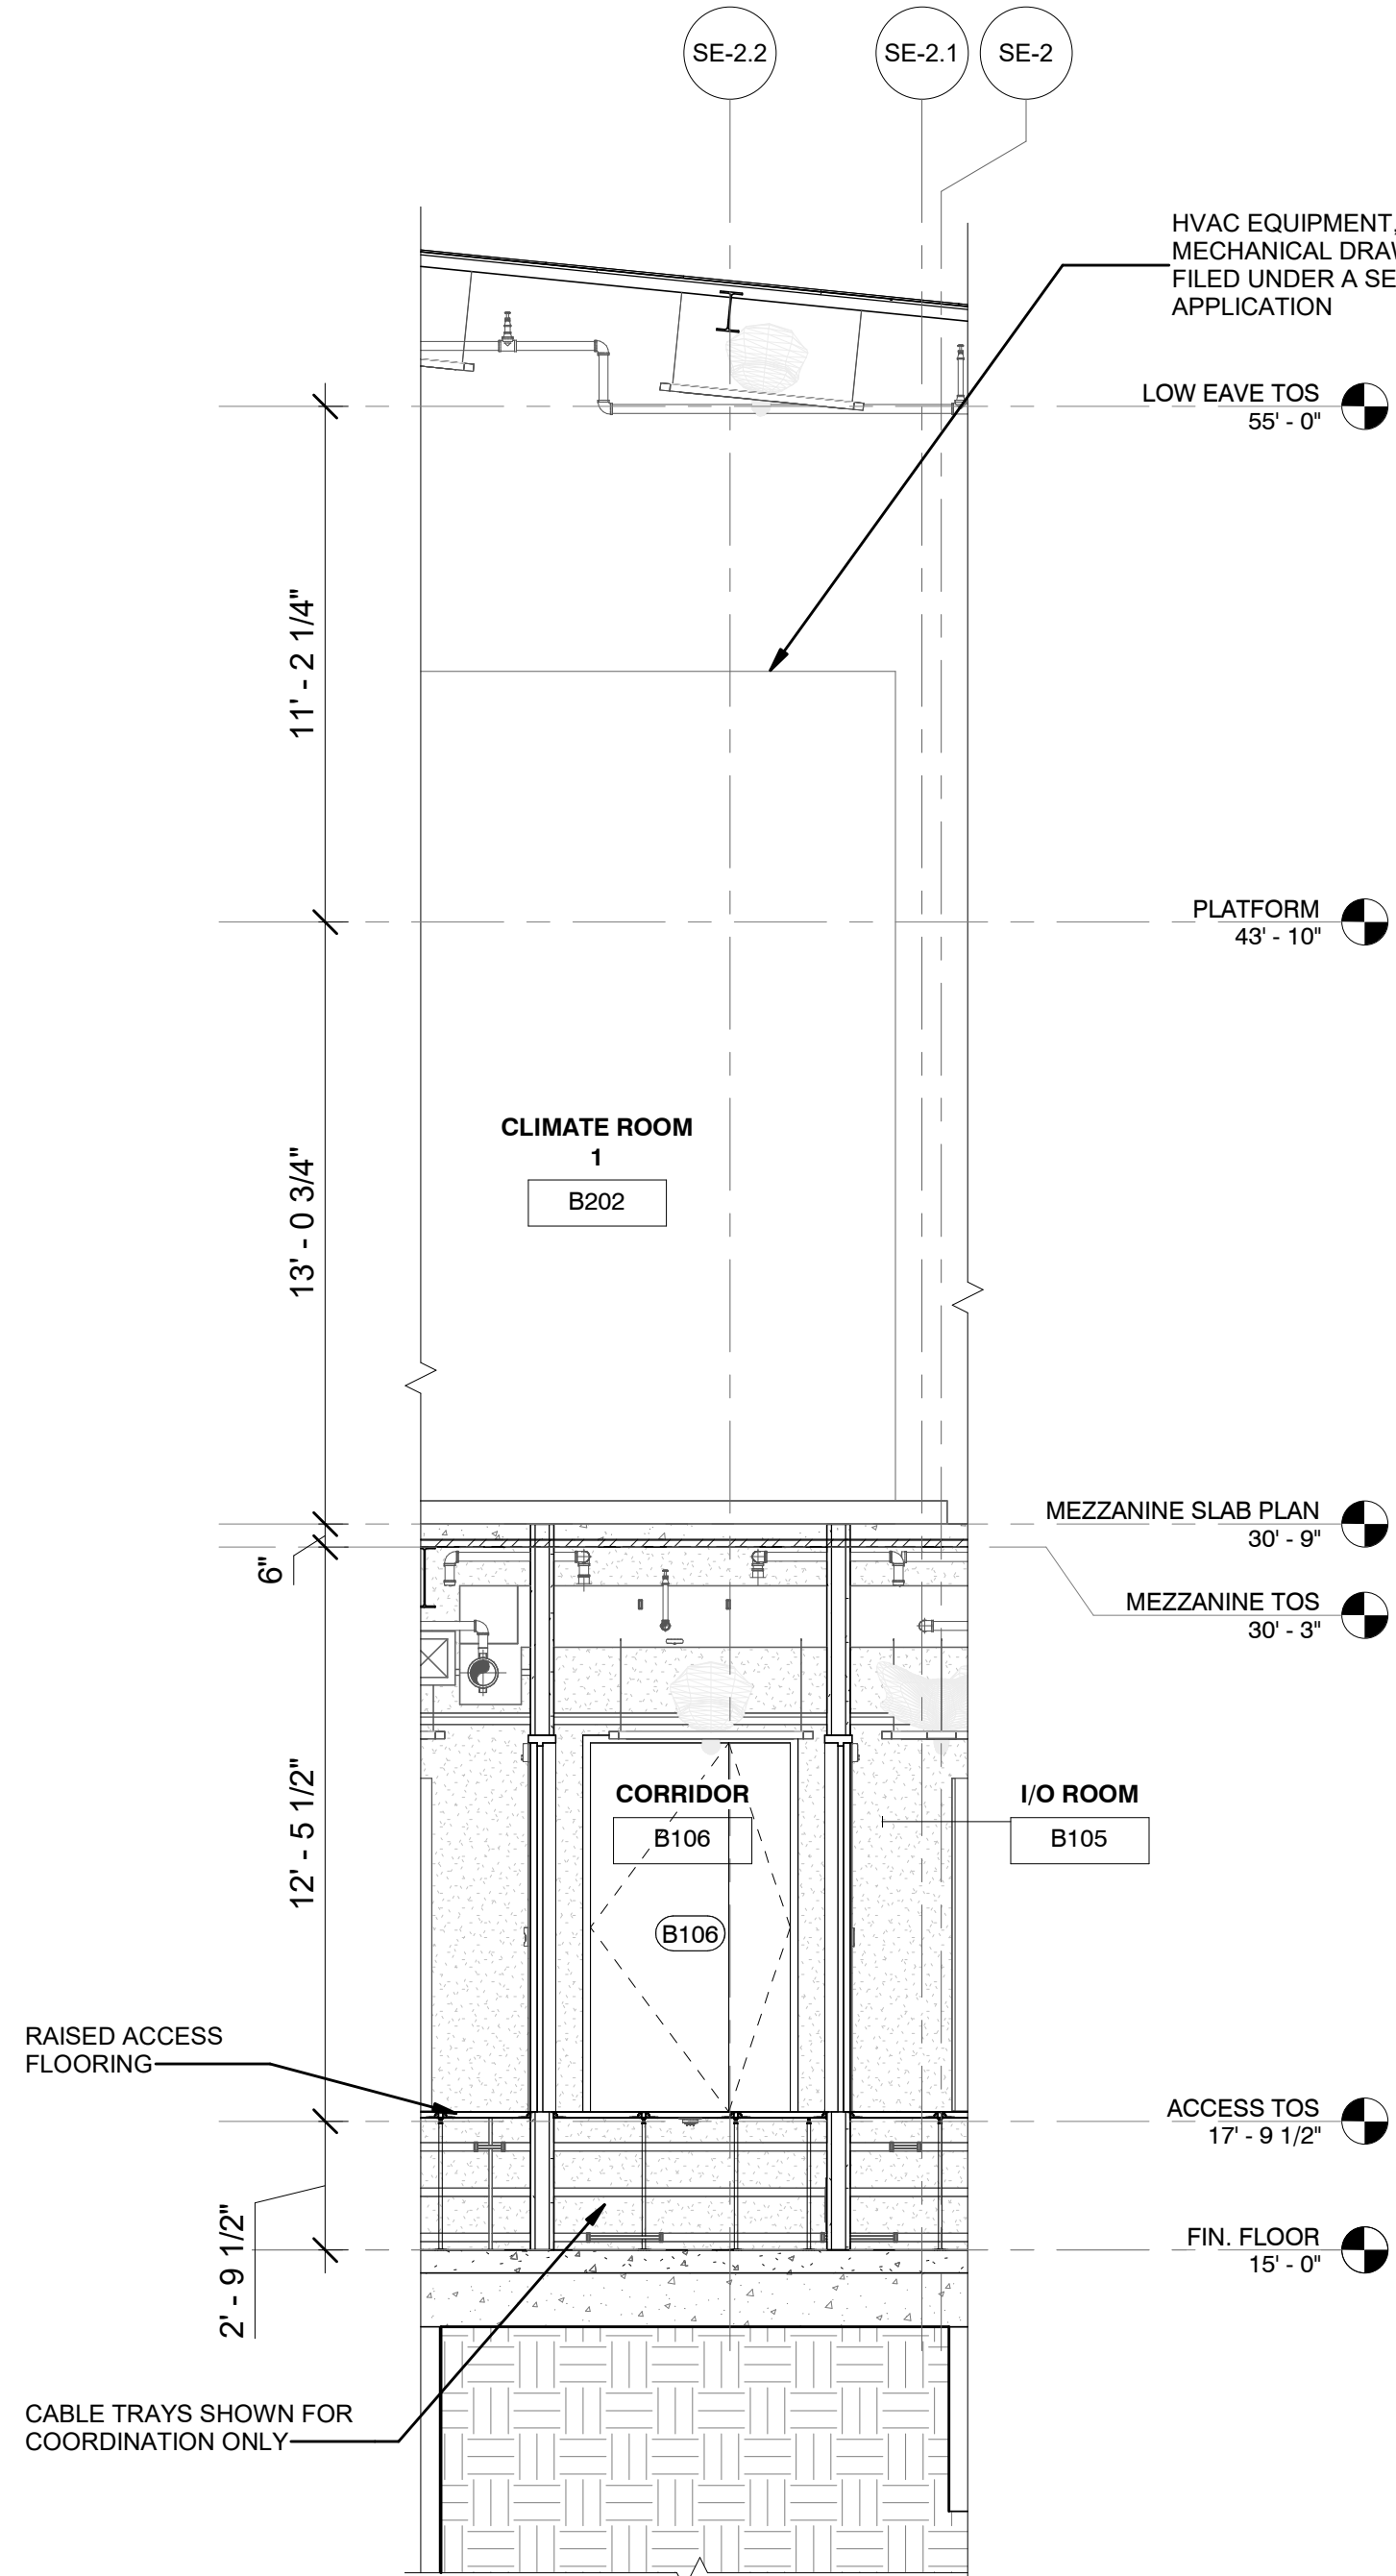 SE-2.2
SE-2.1
SE-2
HVAC EQUIPMENT,
MECHANICAL DRAW
FILED UNDER A SE
APPLICATION
LOW EAVE TOS
55' - 0"
11' - 2 1/4"
PLATFORM
43' - 10"
CLIMATE ROOM
1
B202
13' - 0 3/4"
MEZZANINE SLAB PLAN
30' - 9"
6"
MEZZANINE TOS
30' - 3"
CORRIDOR
B106
I/O ROOM
B105
12' - 5 1/2"
B106
RAISED ACCESS
FLOORING
ACCESS TOS
17' - 9 1/2"
2' - 9 1/2"
FIN. FLOOR
15' - 0"
CABLE TRAYS SHOWN FOR
COORDINATION ONLY